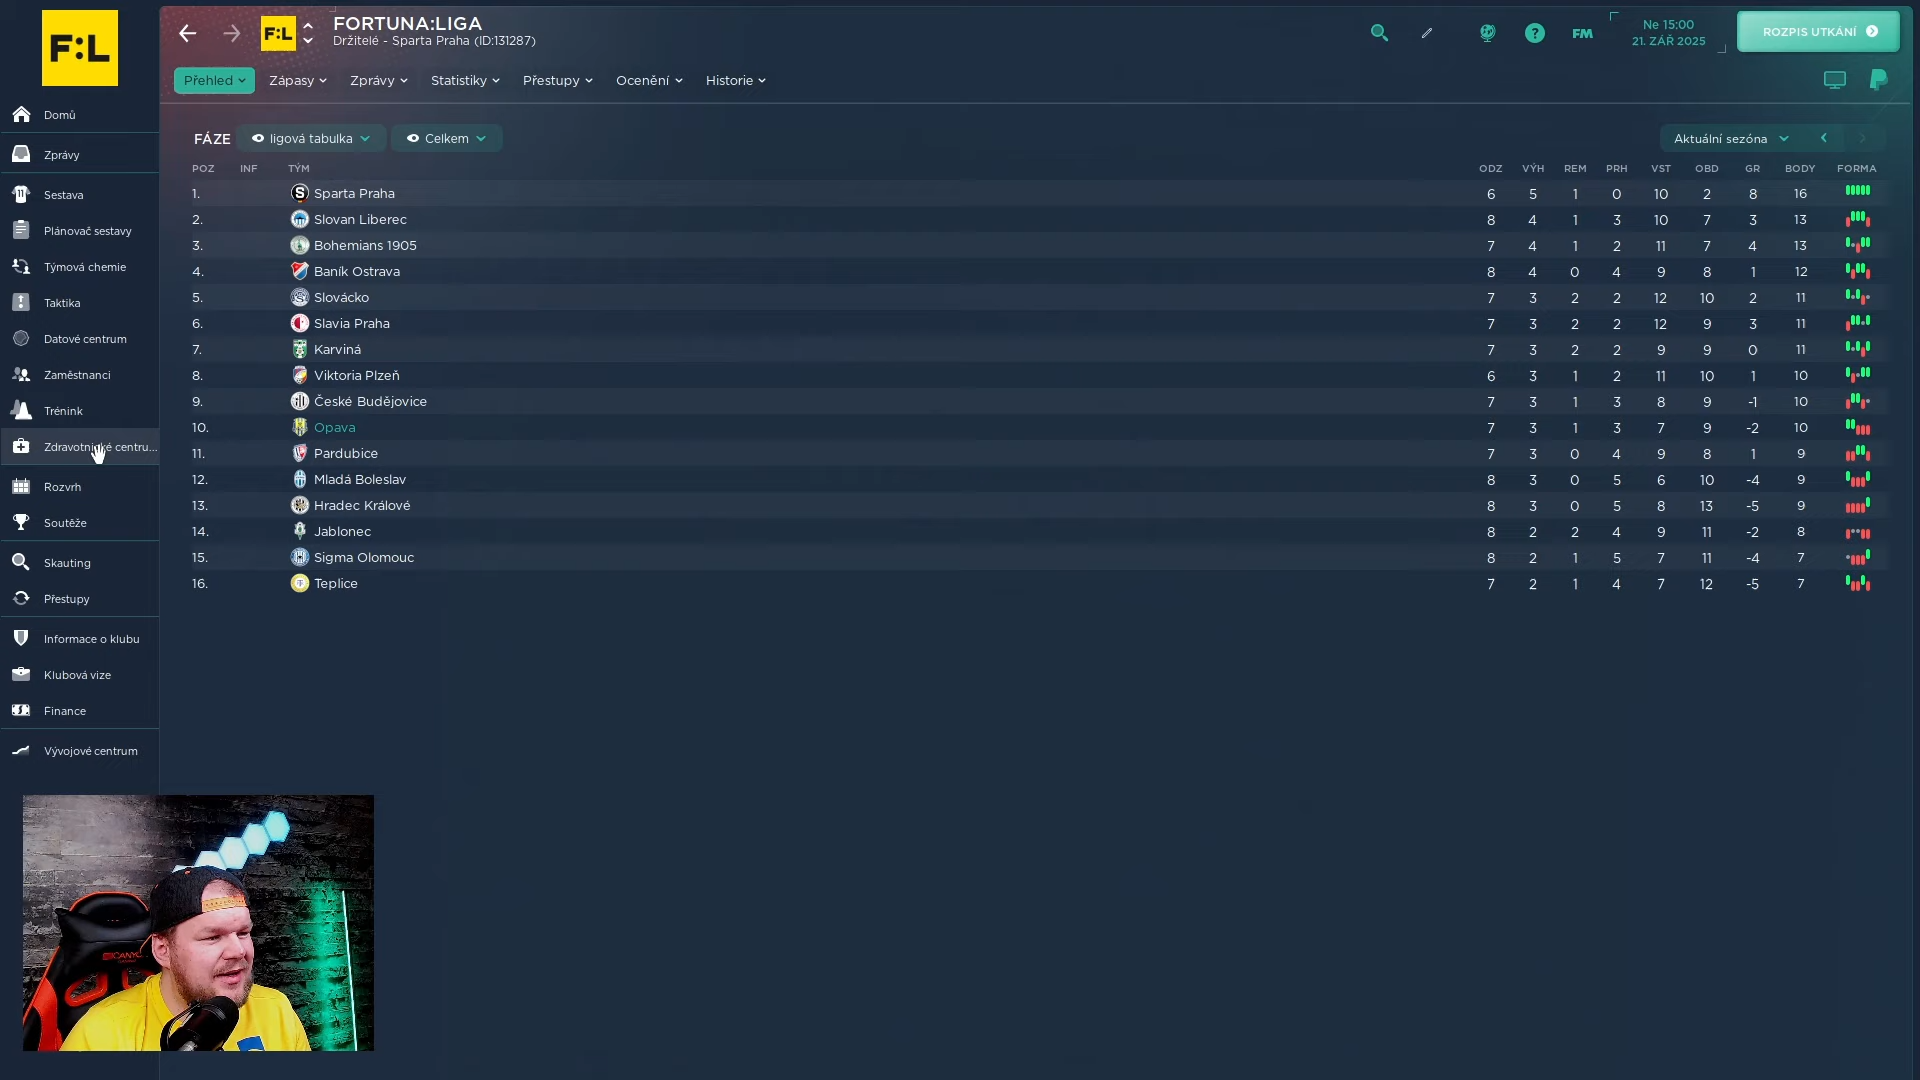 F:L
F:L
FORTUNA:LIGA
Držitelé - Sparta Praha (ID:131287)
?
FM
Ne 15:00
21. ZÁŘ 2025
ROZPIS UTKÁNÍ
Přehled
Zápasy
Zprávy
Statistiky
Přestupy
Ocenění
Historie
Domů
Zprávy
Sestava
Plánovač sestavy
Týmová chemie
Taktika
Datové centrum
Zaměstnanci
Trénink
Zdravotnické centru...
Rozvrh
Soutěže
Skauting
Přestupy
Informace o klubu
Klubová vize
Finance
Vývojové centrum
FÁZE ligová tabulka Celkem Aktuální sezóna
POZ INF TÝM ODZ VÝH REM PRH VST OBD GR BODY FORMA
1. Sparta Praha 6 5 1 0 10 2 8 16
2. Slovan Liberec 8 4 1 3 10 7 3 13
3. Bohemians 1905 7 4 1 2 11 7 4 13
4. Baník Ostrava 8 4 0 4 9 8 1 12
5. Slovácko 7 3 2 2 12 10 2 11
6. Slavia Praha 7 3 2 2 12 9 3 11
7. Karviná 7 3 2 2 9 9 0 11
8. Viktoria Plzeň 6 3 1 2 11 10 1 10
9. České Budějovice 7 3 1 3 8 9 -1 10
10. Opava 7 3 1 3 7 9 -2 10
11. Pardubice 7 3 0 4 9 8 1 9
12. Mladá Boleslav 8 3 0 5 6 10 -4 9
13. Hradec Králové 8 3 0 5 8 13 -5 9
14. Jablonec 8 2 2 4 9 11 -2 8
15. Sigma Olomouc 8 2 1 5 7 11 -4 7
16. Teplice 7 2 1 4 7 12 -5 7